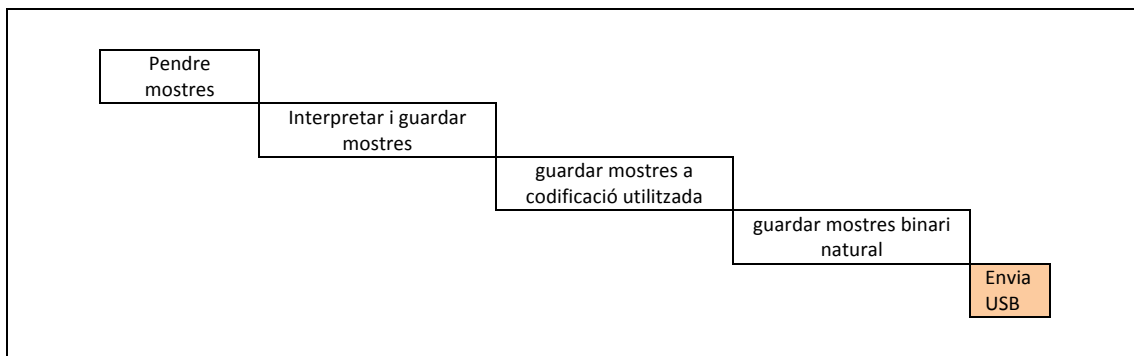 Pendre
mostres
Interpretar i guardar
mostres
guardar mostres a
codificació utilitzada
guardar mostres binari
natural
Envia
USB